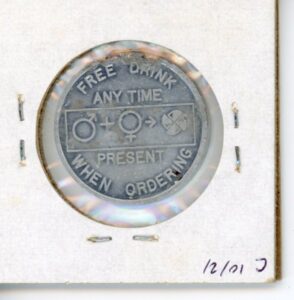 FREE DRINK
ANY TIME
♂ + ♀ →
PRESENT
WHEN ORDERING
12/01 J